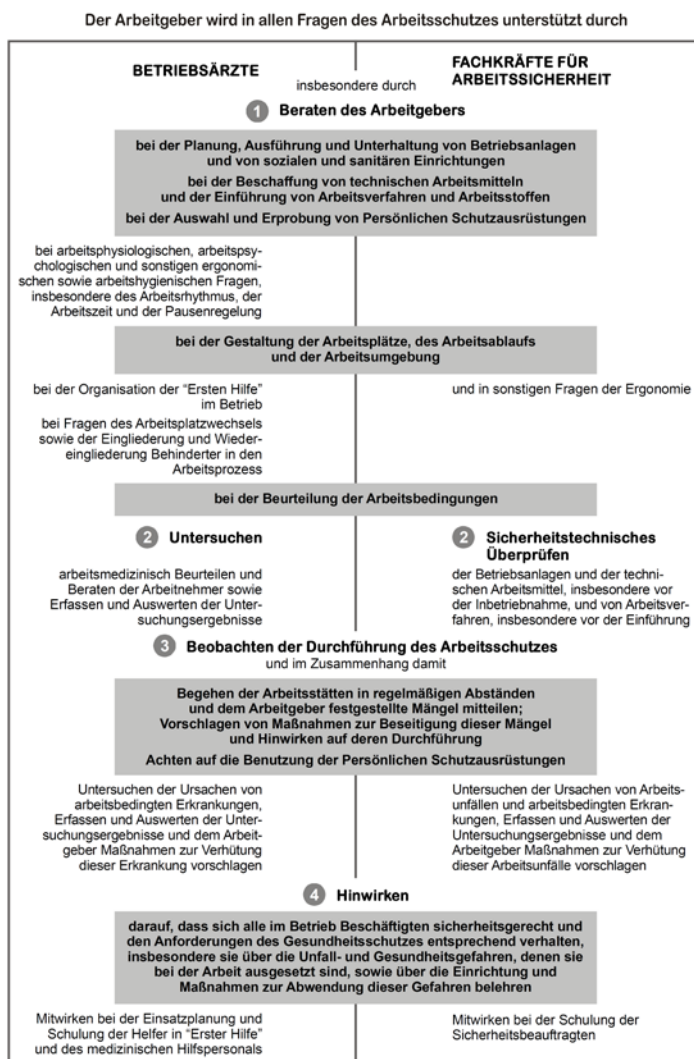 Der Arbeitgeber wird in allen Fragen des Arbeitsschutzes unterstützt durch
BETRIEBSÄRZTE
FACHKRÄFTE FÜR
ARBEITSSICHERHEIT
insbesondere durch
1 Beraten des Arbeitgebers
bei der Planung, Ausführung und Unterhaltung von Betriebsanlagen
und von sozialen und sanitären Einrichtungen
bei der Beschaffung von technischen Arbeitsmitteln
und der Einführung von Arbeitsverfahren und Arbeitsstoffen
bei der Auswahl und Erprobung von Persönlichen Schutzausrüstungen
bei arbeitsphysiologischen, arbeitspsy-
chologischen und sonstigen ergonomi-
schen sowie arbeitshygienischen Fragen,
insbesondere des Arbeitsrhythmus, der
Arbeitszeit und der Pausenregelung
bei der Gestaltung der Arbeitsplätze, des Arbeitsablaufs
und der Arbeitsumgebung
bei der Organisation der "Ersten Hilfe"
im Betrieb
bei Fragen des Arbeitsplatzwechsels
sowie der Eingliederung und Wieder-
eingliederung Behinderter in den
Arbeitsprozess
und in sonstigen Fragen der Ergonomie
bei der Beurteilung der Arbeitsbedingungen
2 Untersuchen
arbeitsmedizinisch Beurteilen und
Beraten der Arbeitnehmer sowie
Erfassen und Auswerten der Unter-
suchungsergebnisse
2 Sicherheitstechnisches
Überprüfen
der Betriebsanlagen und der techni-
schen Arbeitsmittel, insbesondere vor
der Inbetriebnahme, und von Arbeitsver-
fahren, insbesondere vor der Einführung
3 Beobachten der Durchführung des Arbeitsschutzes
und im Zusammenhang damit
Begehen der Arbeitsstätten in regelmäßigen Abständen
und dem Arbeitgeber festgestellte Mängel mitteilen;
Vorschlagen von Maßnahmen zur Beseitigung dieser Mängel
und Hinwirken auf deren Durchführung
Achten auf die Benutzung der Persönlichen Schutzausrüstungen
Untersuchen der Ursachen von
arbeitsbedingten Erkrankungen,
Erfassen und Auswerten der Unter-
suchungsergebnisse und dem Arbeit-
geber Maßnahmen zur Verhütung
dieser Erkrankung vorschlagen
Untersuchen der Ursachen von Arbeits-
unfällen und arbeitsbedingten Erkran-
kungen, Erfassen und Auswerten der
Untersuchungsergebnisse und dem
Arbeitgeber Maßnahmen zur Verhütung
dieser Arbeitsunfälle vorschlagen
4 Hinwirken
darauf, dass sich alle im Betrieb Beschäftigten sicherheitsgerecht und
den Anforderungen des Gesundheitsschutzes entsprechend verhalten,
insbesondere sie über die Unfall- und Gesundheitsgefahren, denen sie
bei der Arbeit ausgesetzt sind, sowie über die Einrichtung und
Maßnahmen zur Abwendung dieser Gefahren belehren
Mitwirken bei der Einsatzplanung und
Schulung der Helfer in "Erster Hilfe"
und des medizinischen Hilfspersonals
Mitwirken bei der Schulung der
Sicherheitsbeauftragten